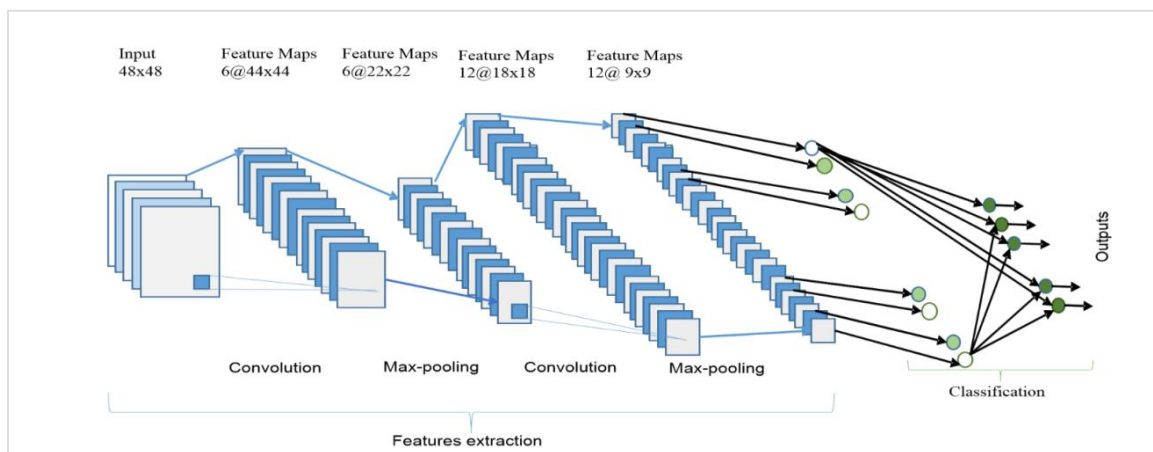 Input
48x48
Feature Maps
6@44x44
Feature Maps
6@22x22
Feature Maps
12@18x18
Feature Maps
12@ 9x9
Outputs
Convolution
Max-pooling
Convolution
Max-pooling
Classification
Features extraction